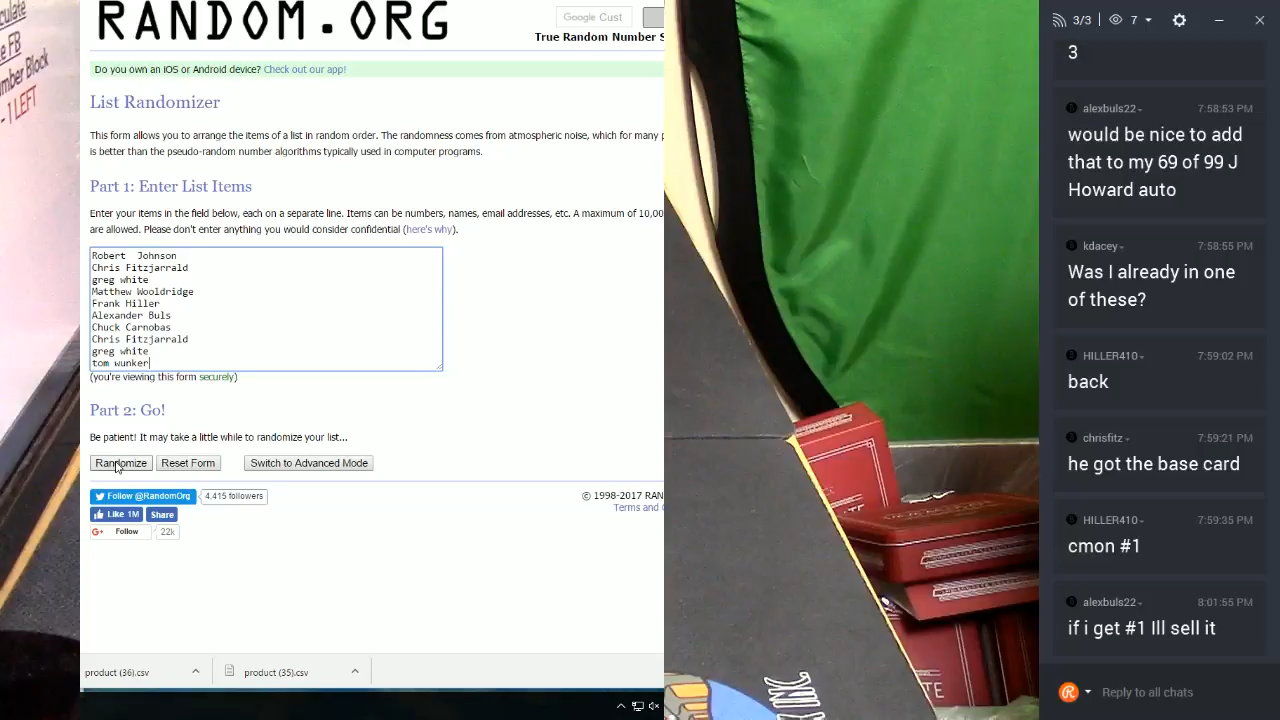 culate
e FB
umber Block
- 1 LEFT
RANDOM.ORG
Google Cust
True Random Number S
Do you own an iOS or Android device? Check out our app!
List Randomizer
This form allows you to arrange the items of a list in random order. The randomness comes from atmospheric noise, which for many p
is better than the pseudo-random number algorithms typically used in computer programs.
Part 1: Enter List Items
Enter your items in the field below, each on a separate line. Items can be numbers, names, email addresses, etc. A maximum of 10,00
are allowed. Please don't enter anything you would consider confidential (here's why).
Robert Johnson
Chris Fitzjarrald
greg white
Matthew Wooldridge
Frank Hiller
Alexander Buls
Chuck Carnobas
Chris Fitzjarrald
greg white
tom wunker
(you're viewing this form securely)
Part 2: Go!
Be patient! It may take a little while to randomize your list...
Randomize Reset Form Switch to Advanced Mode
Follow @RandomOrg 4,415 followers
© 1998-2017 RAN
Like 1M Share
Terms and C
G+ Follow 22k
product (36).csv product (35).csv
3/3 7
3
alexbuls22 7:58:53 PM
would be nice to add
that to my 69 of 99 J
Howard auto
kdacey 7:58:55 PM
Was I already in one
of these?
HILLER410 7:59:02 PM
back
chrisfitz 7:59:21 PM
he got the base card
HILLER410 7:59:35 PM
cmon #1
alexbuls22 8:01:55 PM
if i get #1 Ill sell it
Reply to all chats